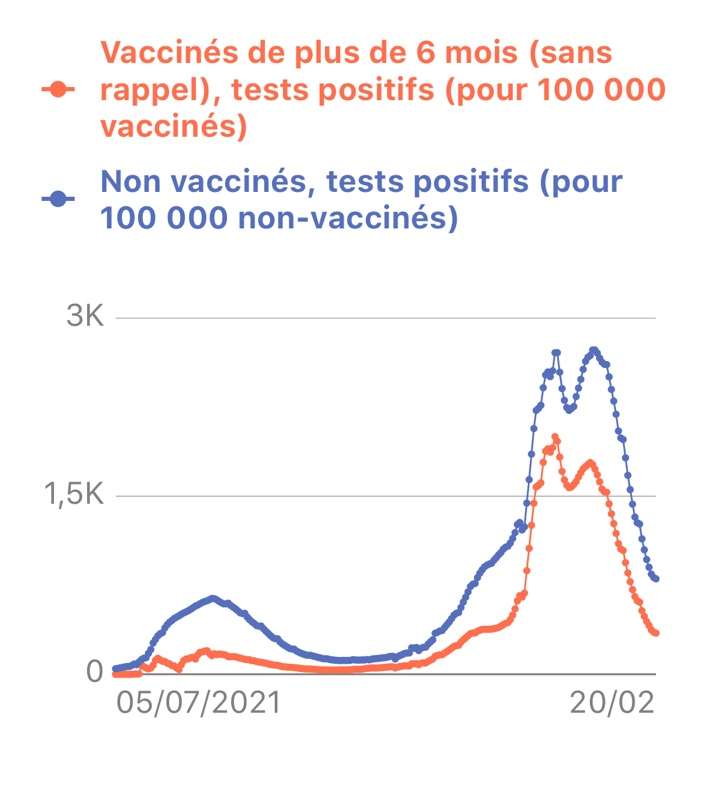 Vaccinés de plus de 6 mois (sans
rappel), tests positifs (pour 100 000
vaccinés)
Non vaccinés, tests positifs (pour
100 000 non-vaccinés)
3K
1,5K
0
05/07/2021
20/02